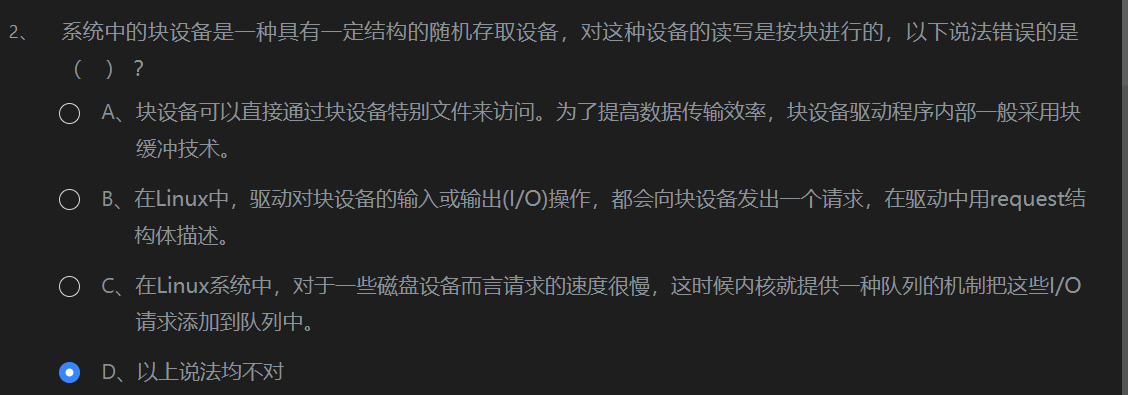 2、 系统中的块设备是一种具有一定结构的随机存取设备，对这种设备的读写是按块进行的，以下说法错误的是
（　）？
A、块设备可以直接通过块设备特别文件来访问。为了提高数据传输效率，块设备驱动程序内部一般采用块
缓冲技术。
B、在Linux中，驱动对块设备的输入或输出(I/O)操作，都会向块设备发出一个请求，在驱动中用request结
构体描述。
C、在Linux系统中，对于一些磁盘设备而言请求的速度很慢，这时候内核就提供一种队列的机制把这些I/O
请求添加到队列中。
D、以上说法均不对